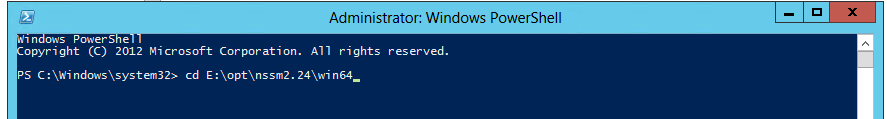 Administrator: Windows PowerShell
Windows PowerShell
Copyright (C) 2012 Microsoft Corporation. All rights reserved.
PS C:\Windows\system32> cd E:\opt\nssm2.24\win64